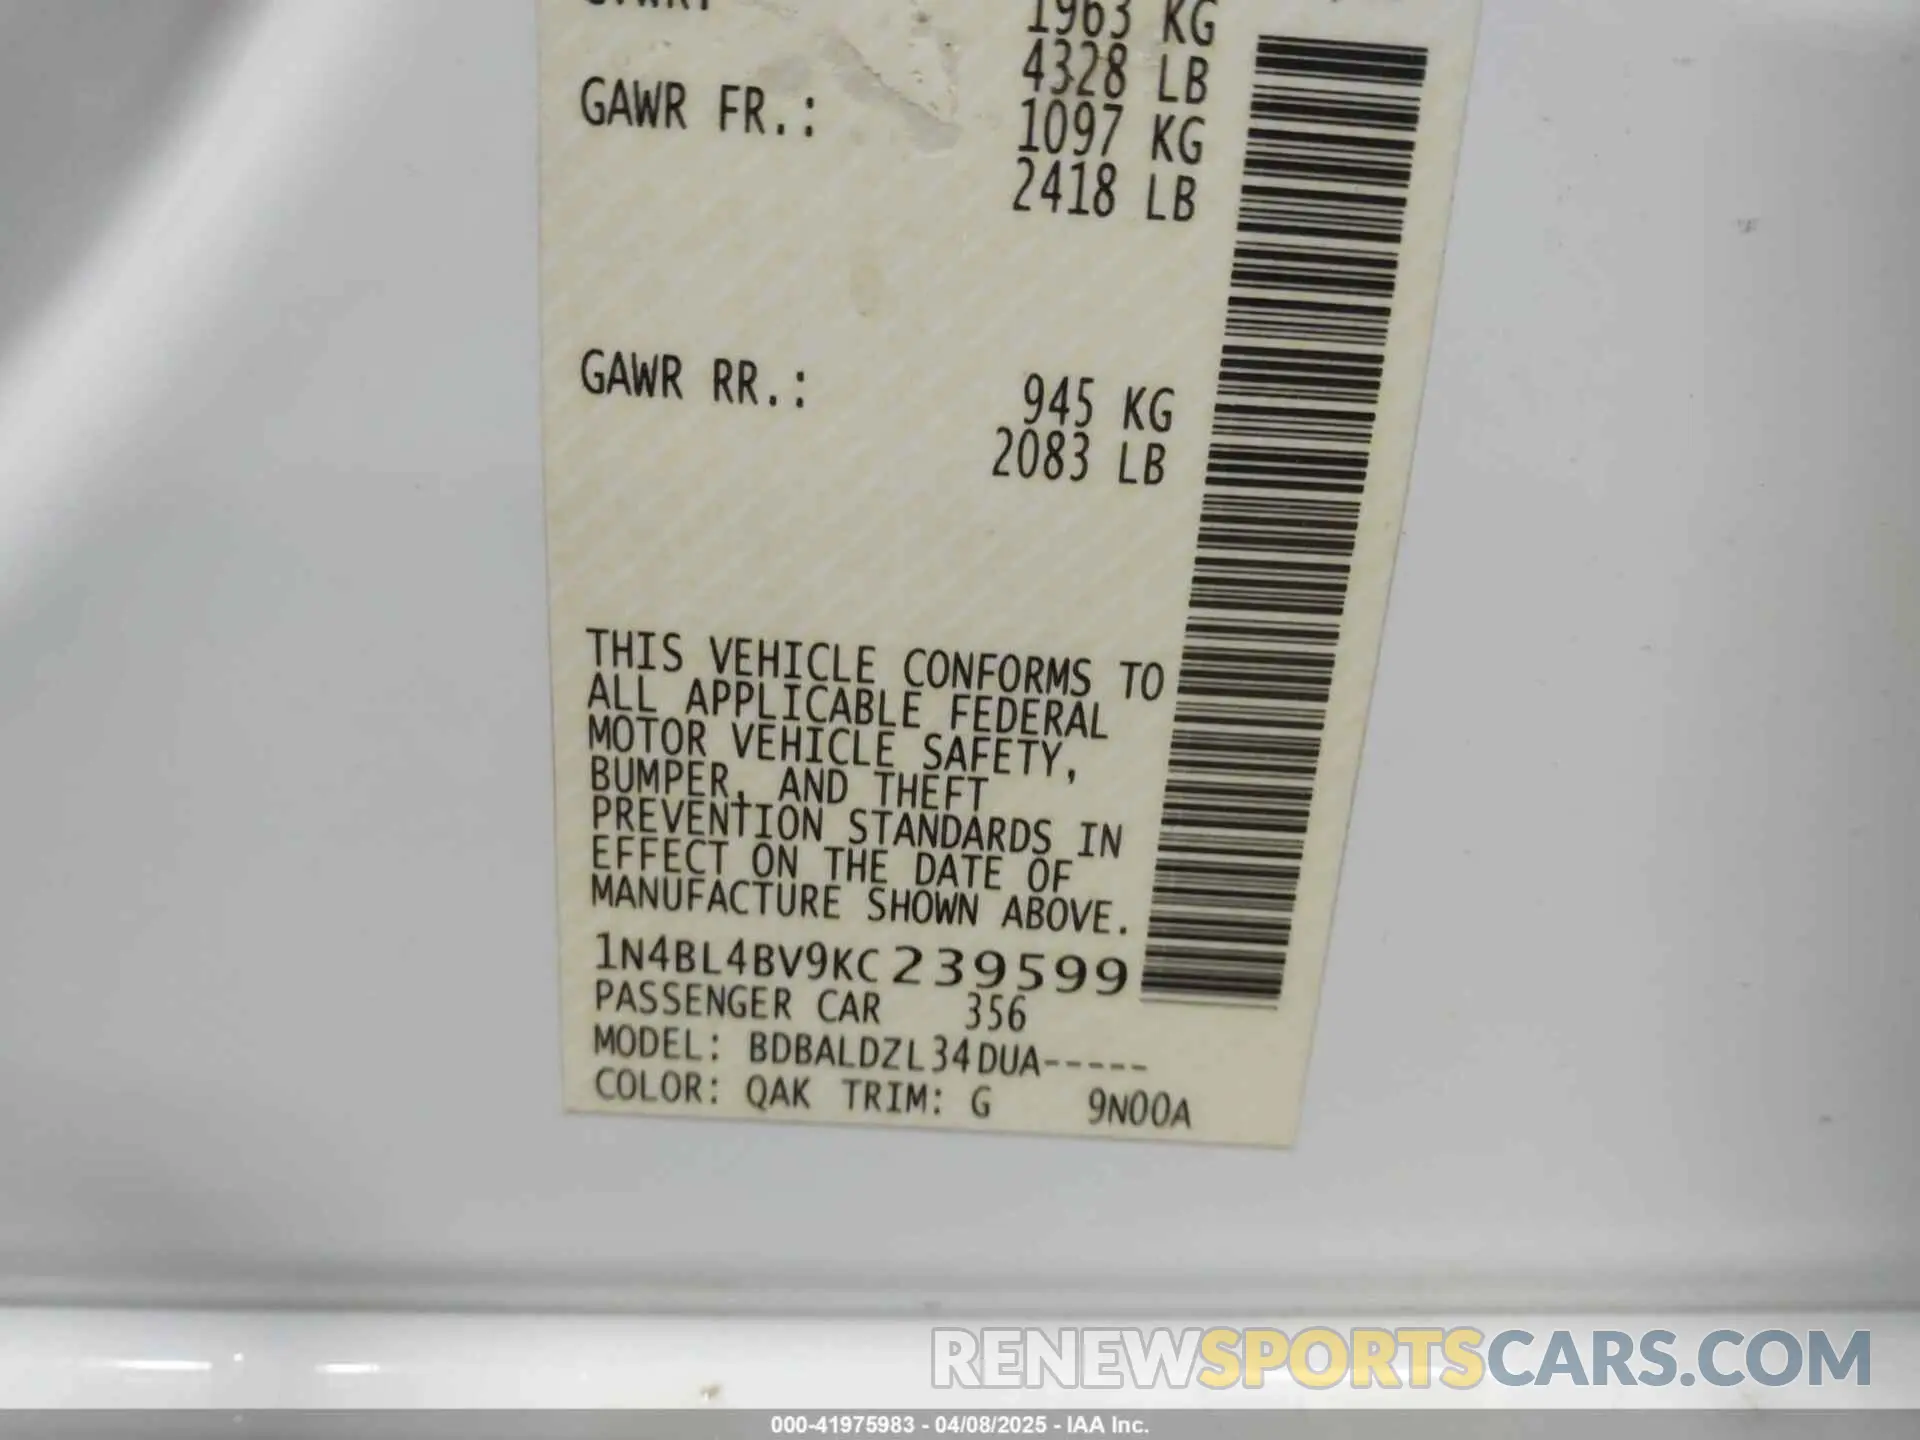 GVWR: 1963 KG
4328 LB
GAWR FR.: 1097 KG
2418 LB
GAWR RR.: 945 KG
2083 LB
THIS VEHICLE CONFORMS TO
ALL APPLICABLE FEDERAL
MOTOR VEHICLE SAFETY,
BUMPER, AND THEFT
PREVENTION STANDARDS IN
EFFECT ON THE DATE OF
MANUFACTURE SHOWN ABOVE.
1N4BL4BV9KC239599
PASSENGER CAR 356
MODEL: BDBALDZL34DUA-----
COLOR: QAK TRIM: G 9N00A
RENEWSPORTSCARS.COM
000-41975983 - 04/08/2025 - IAA Inc.